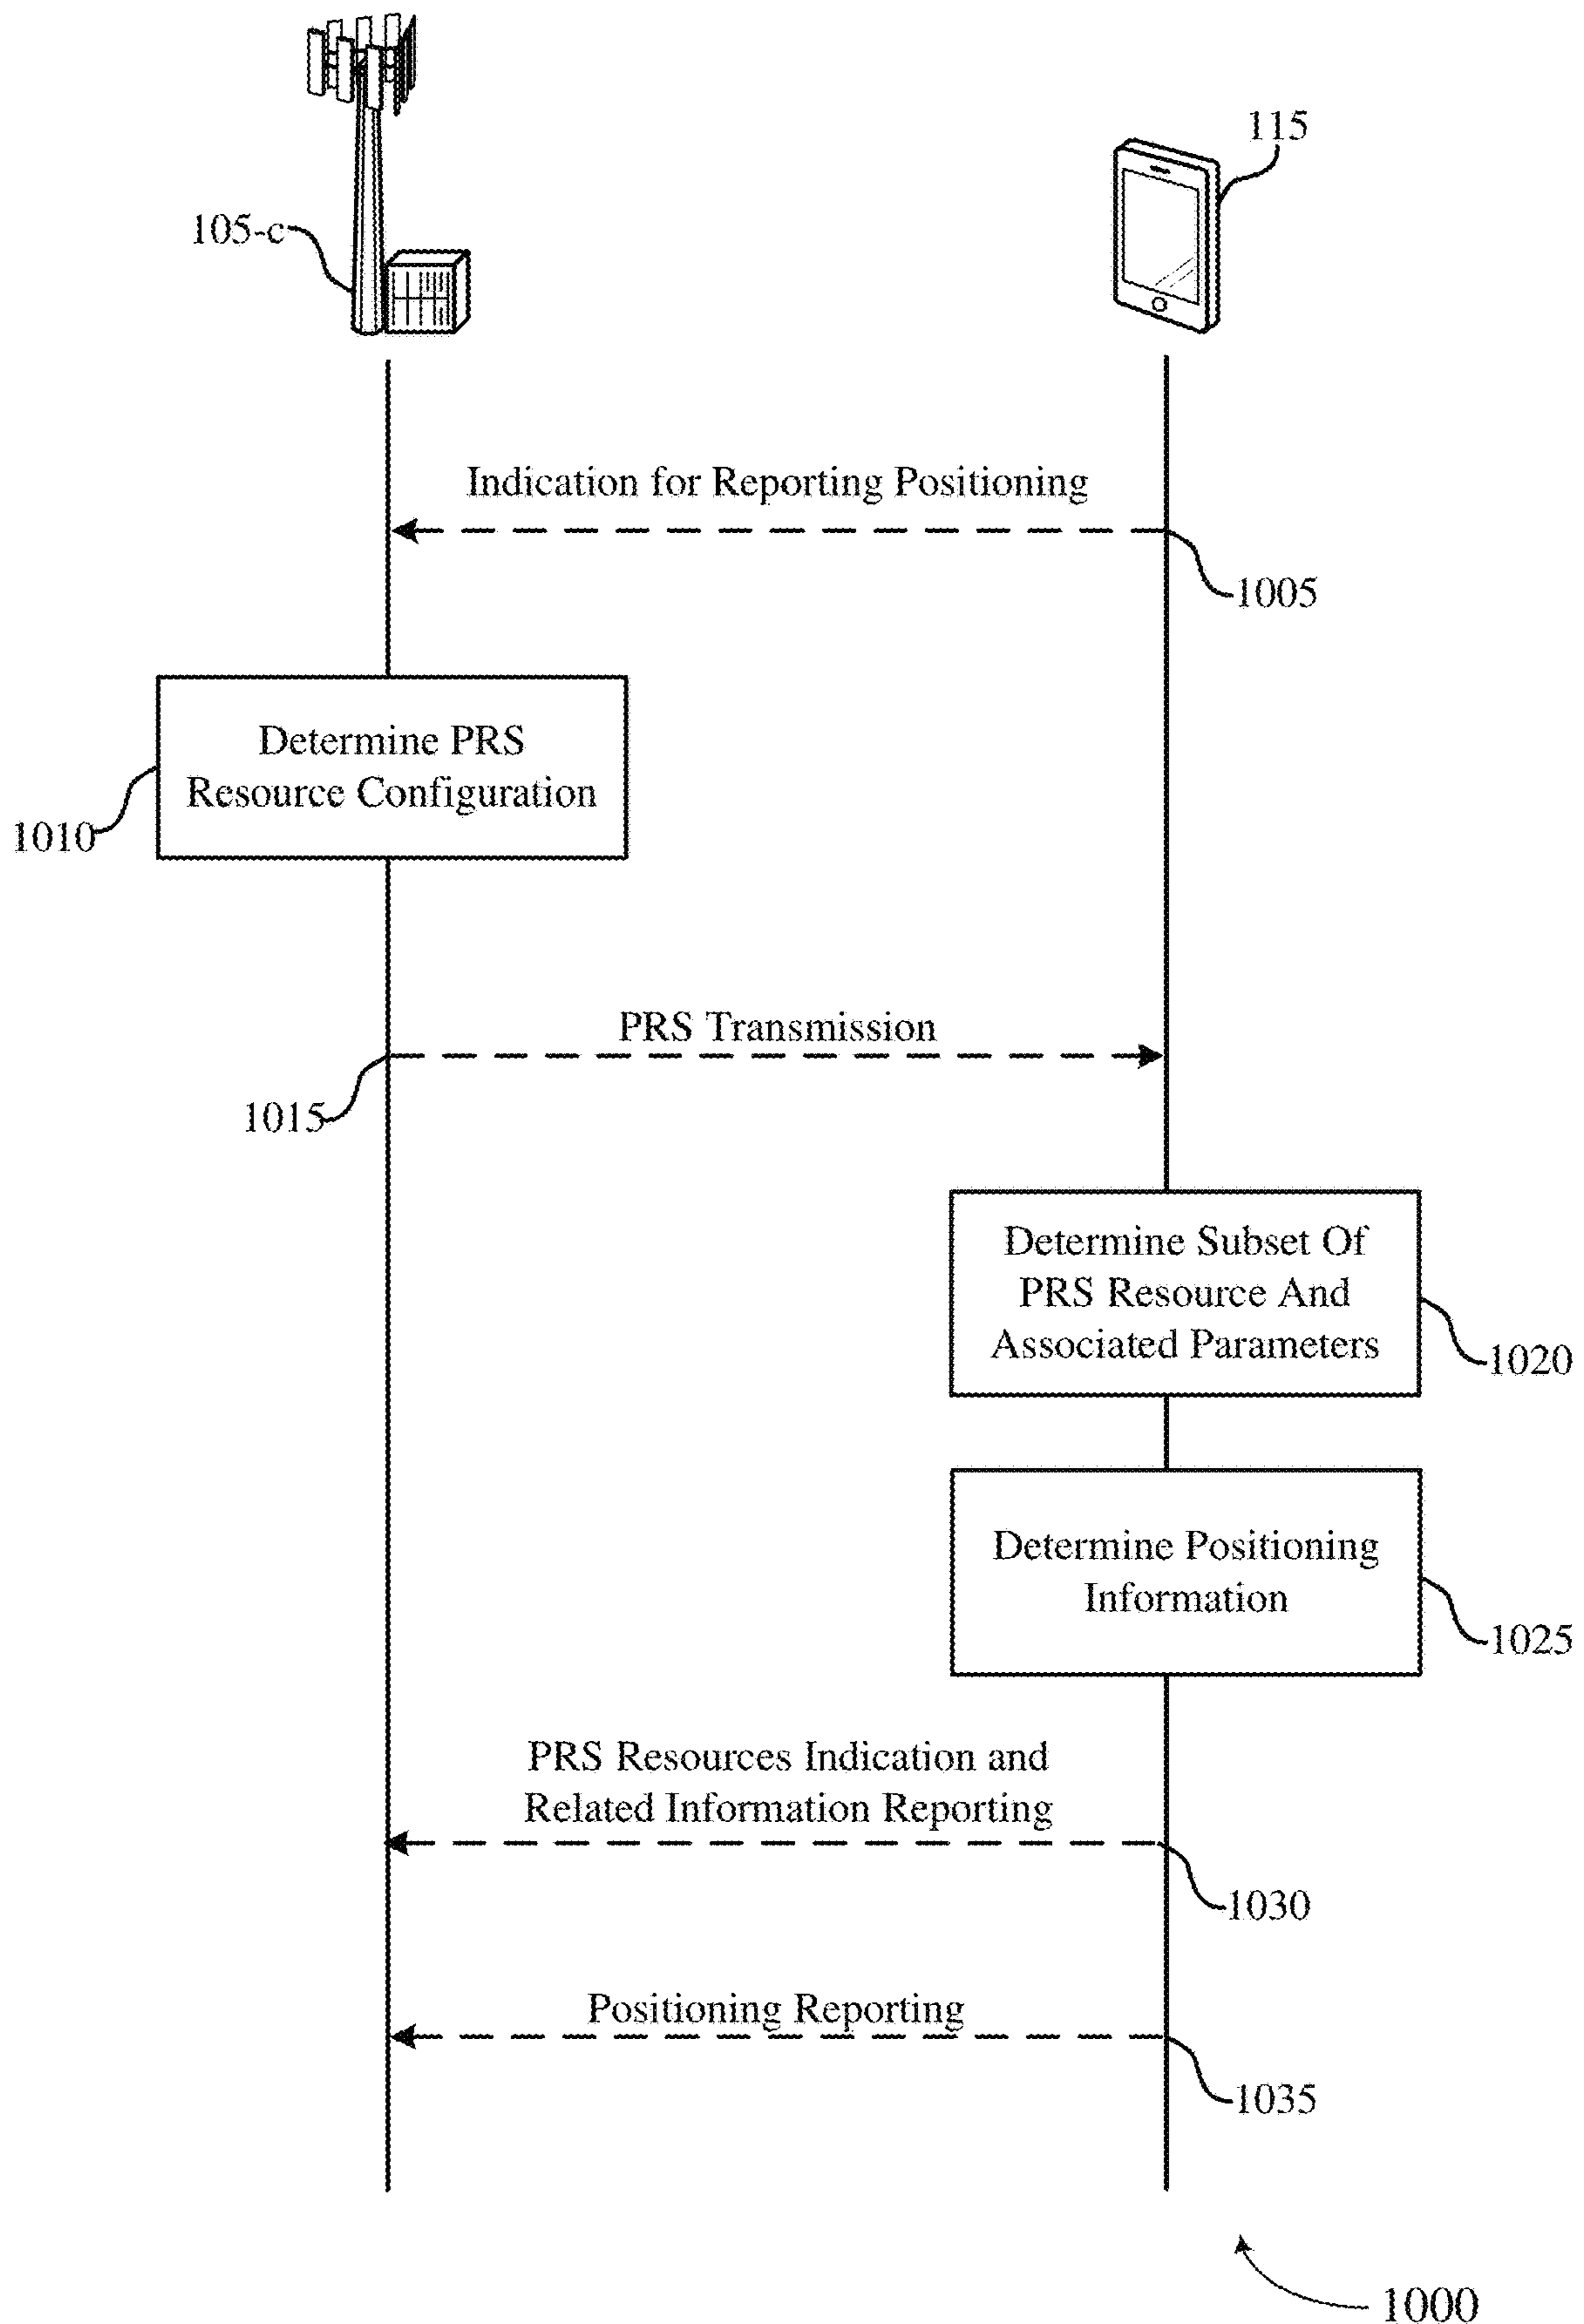 115
105-c
Indication for Reporting Positioning
1005
Determine PRS
Resource Configuration
1010
PRS Transmission
1015
Determine Subset Of
PRS Resource And
Associated Parameters
1020
Determine Positioning
Information
1025
PRS Resources Indication and
Related Information Reporting
1030
Positioning Reporting
1035
1000